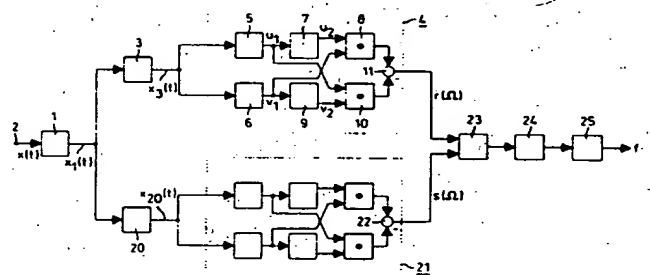 5 7 8 4
3 u₁ u₂
1 11
2 x₃(t) r(Ω)
x(t) x₁(t) 6 v₁ 9 v₂ 10
23 24 25
f
x₂₀(t) s(Ω)
20 22
21